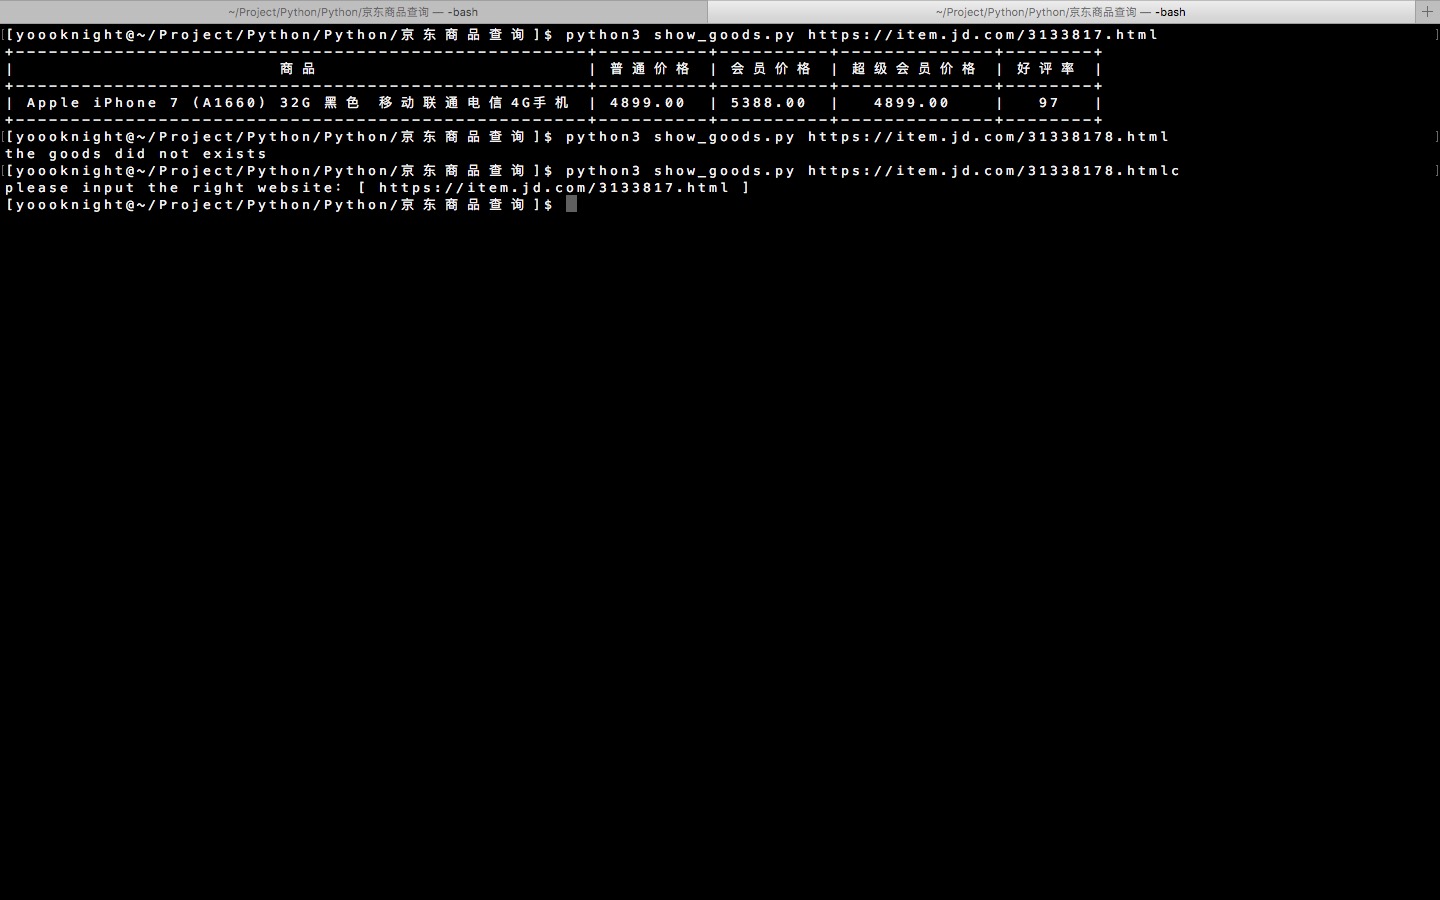 ~/Project/Python/Python/京东商品查询 — -bash
~/Project/Python/Python/京东商品查询 — -bash
[yoooknight@~/Project/Python/Python/京东商品查询]$ python3 show_goods.py https://item.jd.com/3133817.html
+----------------------------------------------------+----------+----------+--------------+--------+
| 商品 | 普通价格 | 会员价格 | 超级会员价格 | 好评率 |
+----------------------------------------------------+----------+----------+--------------+--------+
| Apple iPhone 7 (A1660) 32G 黑色 移动联通电信4G手机 | 4899.00 | 5388.00 | 4899.00 | 97 |
+----------------------------------------------------+----------+----------+--------------+--------+
[yoooknight@~/Project/Python/Python/京东商品查询]$ python3 show_goods.py https://item.jd.com/31338178.html
the goods did not exists
[yoooknight@~/Project/Python/Python/京东商品查询]$ python3 show_goods.py https://item.jd.com/31338178.htmlc
please input the right website: [ https://item.jd.com/3133817.html ]
[yoooknight@~/Project/Python/Python/京东商品查询]$